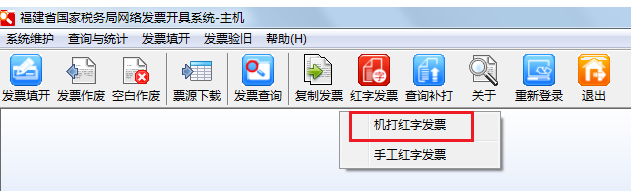 福建省国家税务局网络发票开具系统-主机
系统维护 查询与统计 发票填开 发票验旧 帮助(H)
发票填开 发票作废 空白作废 票源下载 发票查询 复制发票 红字发票 查询补打 关于 重新登录 退出
机打红字发票
手工红字发票